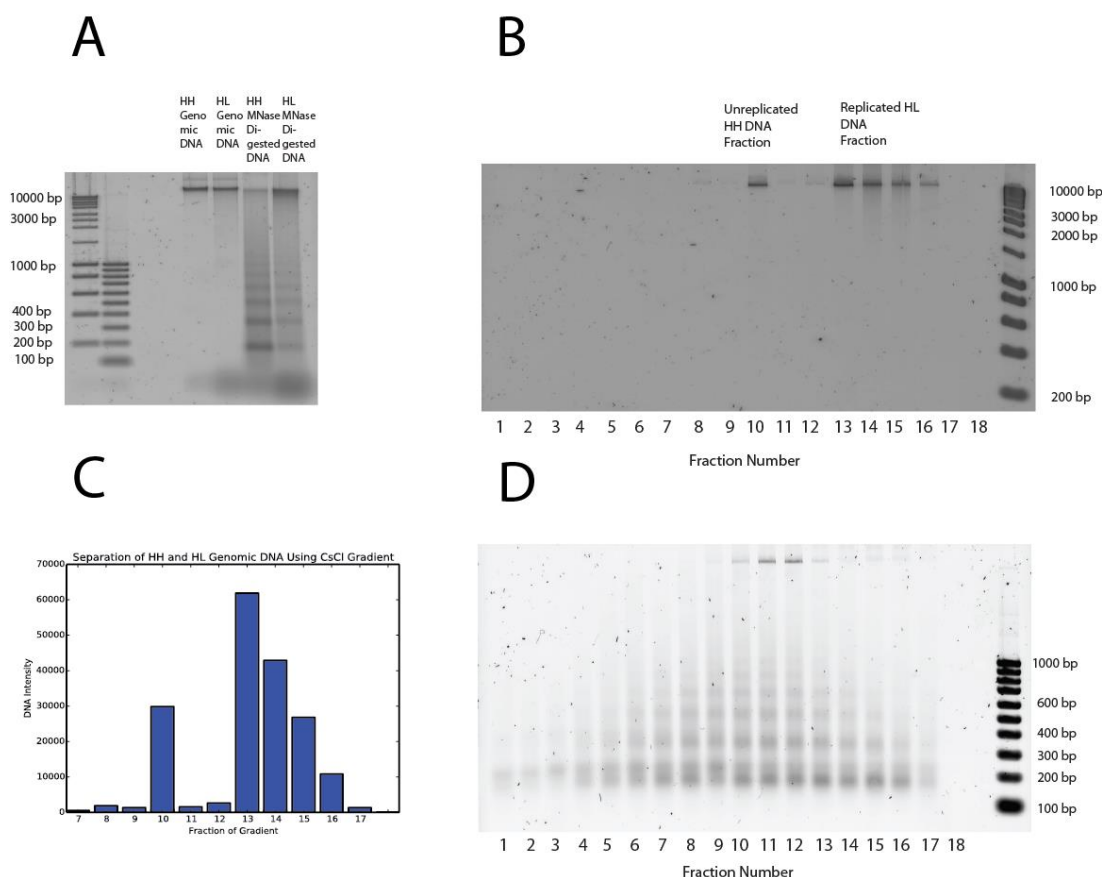 A
HH
Geno
mic
DNA
HL
Geno
mic
DNA
HH
MNase
Di-
gested
DNA
HL
MNase
Di-
gested
DNA
10000 bp
3000 bp
1000 bp
400 bp
300 bp
200 bp
100 bp
B
Unreplicated
HH DNA
Fraction
Replicated HL
DNA
Fraction
10000 bp
3000 bp
2000 bp
1000 bp
200 bp
1 2 3 4 5 6 7 8 9 10 11 12 13 14 15 16 17 18
Fraction Number
C
Separation of HH and HL Genomic DNA Using CsCl Gradient
70000
60000
50000
40000
30000
20000
10000
0
DNA Intensity
7 8 9 10 11 12 13 14 15 16 17
Fraction of Gradient
D
1000 bp
600 bp
400 bp
300 bp
200 bp
100 bp
1 2 3 4 5 6 7 8 9 10 11 12 13 14 15 16 17 18
Fraction Number